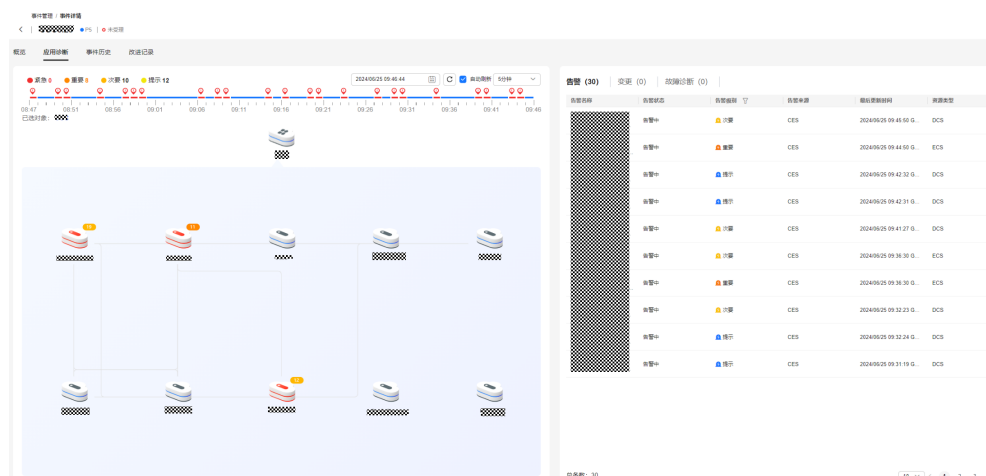 事件管理 / 事件详情
P5 | 未受理
概览 应用诊断 事件历史 改进记录
紧急 0 重要 8 次要 10 提示 12
2024/06/25 09:46:44 自动刷新 5分钟
08:47 08:51 08:56 09:01 09:06 09:11 09:16 09:21 09:26 09:31 09:36 09:41 09:46
已选对象：
告警 (30) 变更 (0) 故障诊断 (0)
告警名称 告警状态 告警级别 告警来源 最后更新时间 资源类型
告警中 次要 CES 2024/06/25 09:45:50 G... DCS
告警中 重要 CES 2024/06/25 09:44:50 G... ECS
告警中 提示 CES 2024/06/25 09:42:32 G... DCS
告警中 提示 CES 2024/06/25 09:42:31 G... DCS
告警中 次要 CES 2024/06/25 09:41:27 G... DCS
告警中 次要 CES 2024/06/25 09:36:30 G... ECS
告警中 重要 CES 2024/06/25 09:36:30 G... ECS
告警中 次要 CES 2024/06/25 09:32:23 G... DCS
告警中 提示 CES 2024/06/25 09:32:24 G... DCS
告警中 提示 CES 2024/06/25 09:31:19 G... DCS
总条数: 30